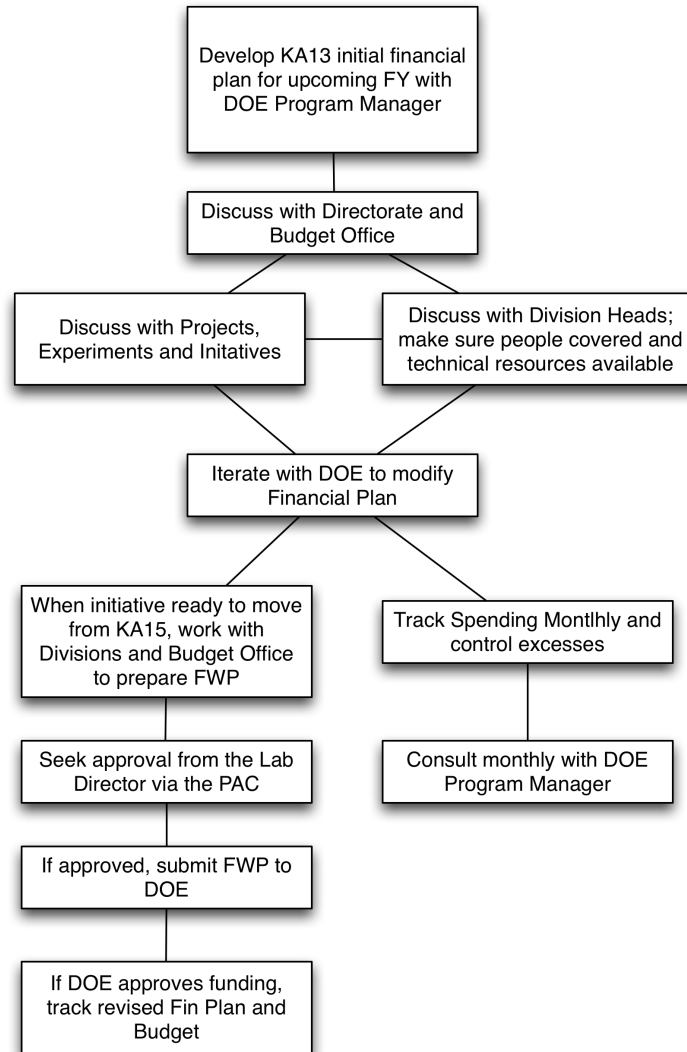 Develop KA13 initial financial
plan for upcoming FY with
DOE Program Manager
Discuss with Directorate and
Budget Office
Discuss with Projects,
Experiments and Initatives
Discuss with Division Heads;
make sure people covered and
technical resources available
Iterate with DOE to modify
Financial Plan
When initiative ready to move
from KA15, work with
Divisions and Budget Office
to prepare FWP
Track Spending Montlhly and
control excesses
Seek approval from the Lab
Director via the PAC
Consult monthly with DOE
Program Manager
If approved, submit FWP to
DOE
If DOE approves funding,
track revised Fin Plan and
Budget